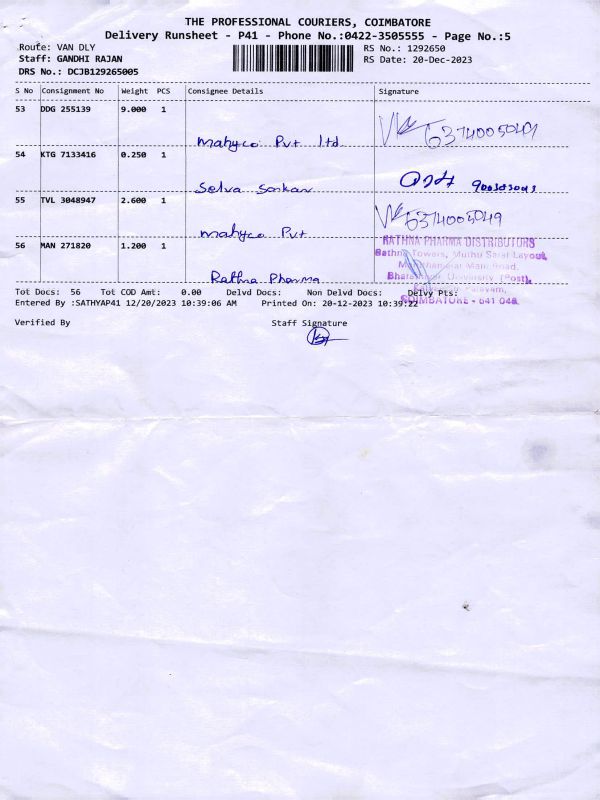 THE PROFESSIONAL COURIERS, COIMBATORE
Delivery Runsheet - P41 - Phone No.:0422-3505555 - Page No.:5
Route: VAN DLY RS No.: 1292650
Staff: GANDHI RAJAN RS Date: 20-Dec-2023
DRS No.: DCJB129265005
S No Consignment No Weight PCS Consignee Details Signature
53 DDG 255139 9.000 1
Mahyco Pvt ltd 6374005049
54 KTG 7133416 0.250 1
Selva Sankar
55 TVL 3048947 2.600 1
Mahyco Pvt 6374005049
56 MAN 271820 1.200 1
RATHNA PHARMA DISTRIBUTORS
Rathna Towers, Muthu Layout,
Main Road,
Rathna Pharma University (Post),
Tot Docs: 56 Tot COD Amt: 0.00 Delvd Docs: Non Delvd Docs: Delvy Pts:
COIMBATORE - 641 046.
Entered By :SATHYAP41 12/20/2023 10:39:06 AM Printed On: 20-12-2023 10:39:22
Verified By Staff Signature